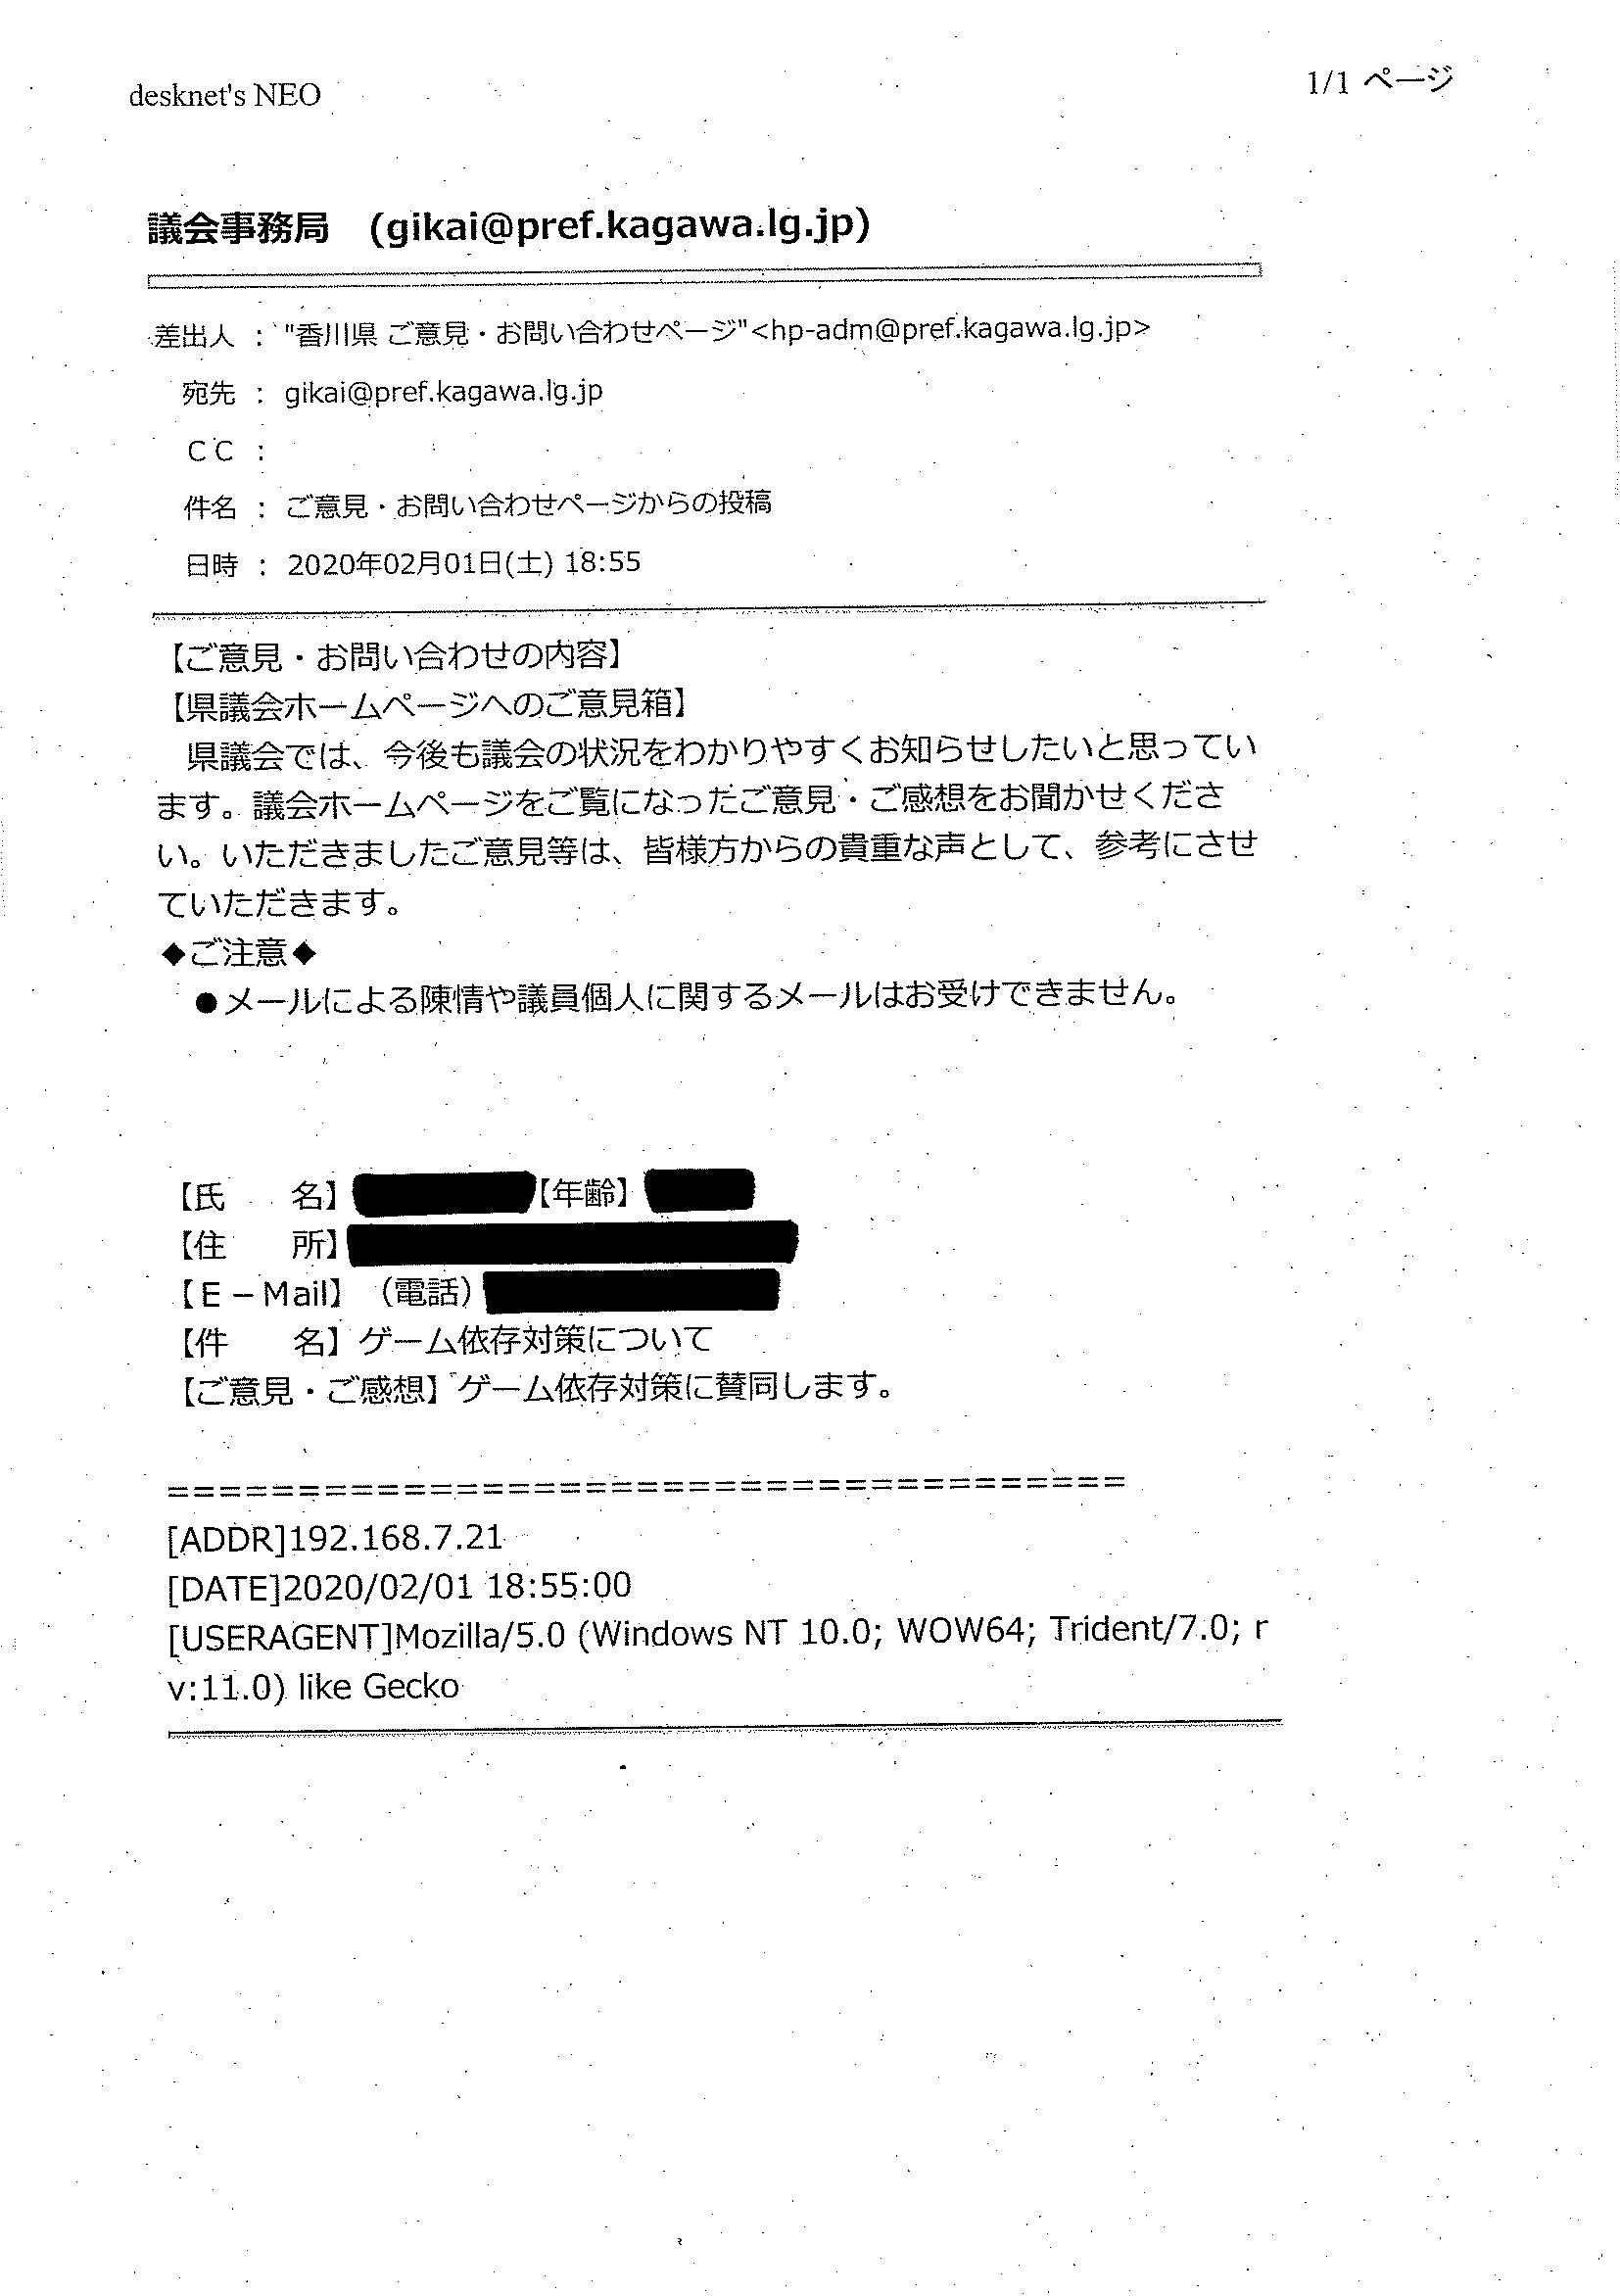 desknet's NEO
1/1 ページ
議会事務局　(gikai@pref.kagawa.lg.jp)
差出人 ： "香川県 ご意見・お問い合わせページ"<hp-adm@pref.kagawa.lg.jp>
宛先 ： gikai@pref.kagawa.lg.jp
ＣＣ ：
件名 ： ご意見・お問い合わせページからの投稿
日時 ： 2020年02月01日(土) 18:55
【ご意見・お問い合わせの内容】
【県議会ホームページへのご意見箱】
　県議会では、今後も議会の状況をわかりやすくお知らせしたいと思ってい
ます。議会ホームページをご覧になったご意見・ご感想をお聞かせくださ
い。いただきましたご意見等は、皆様方からの貴重な声として、参考にさせ
ていただきます。
◆ご注意◆
　●メールによる陳情や議員個人に関するメールはお受けできません。
【氏　　名】【年齢】
【住　　所】
【E－Mail】（電話）
【件　　名】ゲーム依存対策について
【ご意見・ご感想】ゲーム依存対策に賛同します。
=====================================
[ADDR]192.168.7.21
[DATE]2020/02/01 18:55:00
[USERAGENT]Mozilla/5.0 (Windows NT 10.0; WOW64; Trident/7.0; r
v:11.0) like Gecko